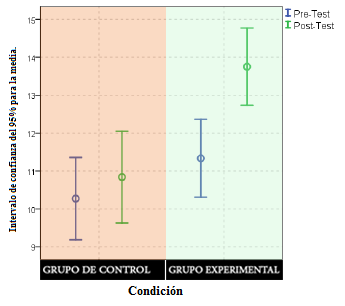 Intervalo de confianza del 95% para la media.
15
14
13
12
11
10
9
Pre-Test
Post-Test
GRUPO DE CONTROL
GRUPO EXPERIMENTAL
Condición